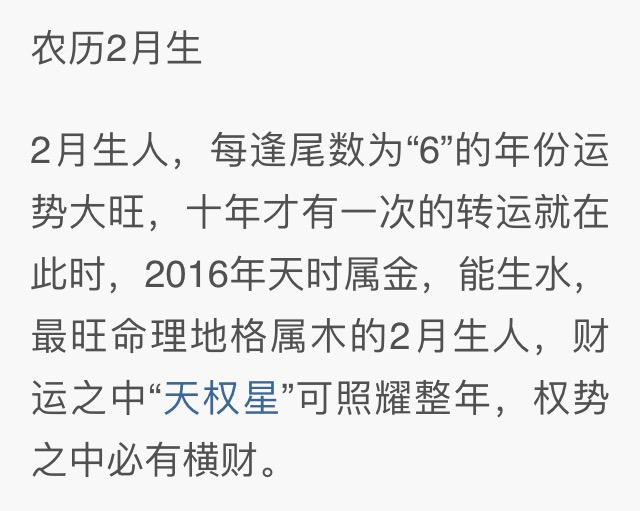 农历2月生
2月生人，每逢尾数为“6”的年份运
势大旺，十年才有一次的转运就在
此时，2016年天时属金，能生水，
最旺命理地格属木的2月生人，财
运之中“天权星”可照耀整年，权势
之中必有横财。